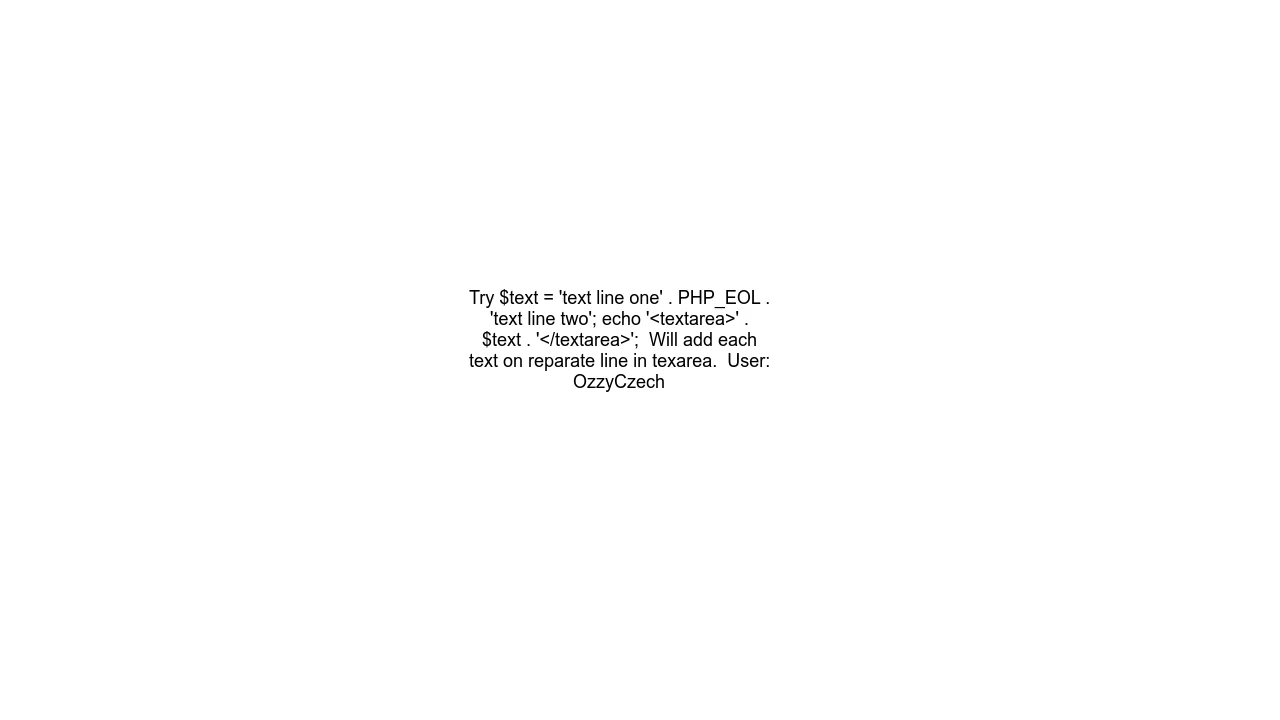 Try $text = 'text line one' . PHP_EOL .
'text line two'; echo '<textarea>' .
$text . '</textarea>';  Will add each
text on reparate line in texarea.  User:
OzzyCzech